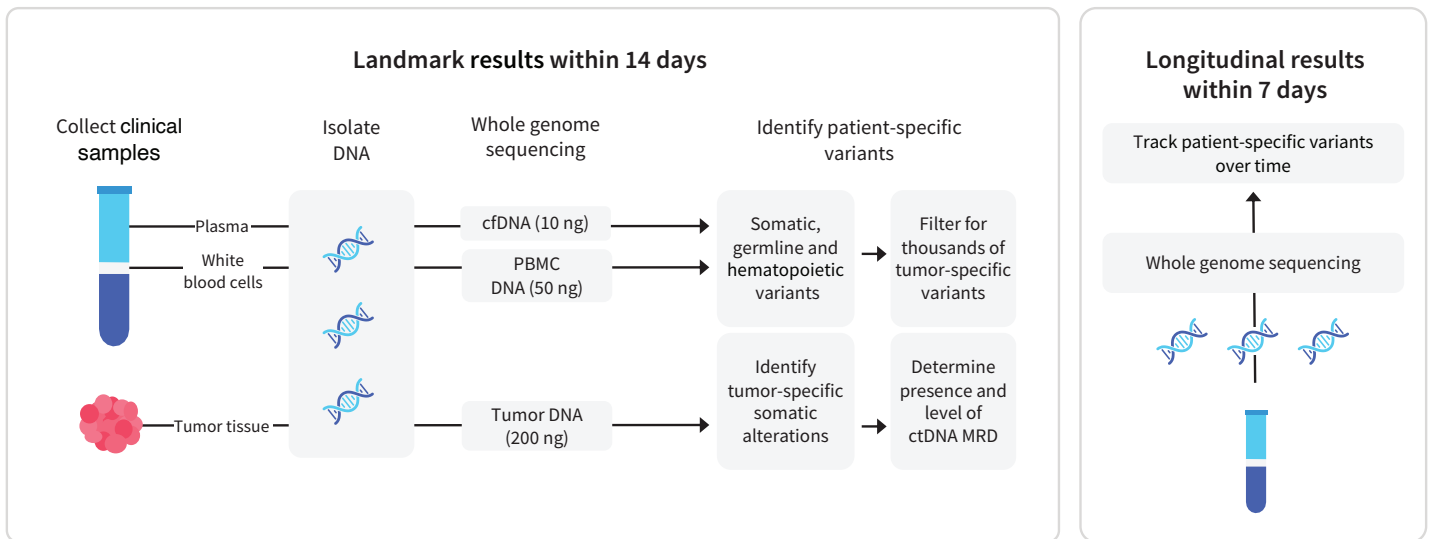 Landmark results within 14 days
Collect clinical
samples
Isolate
DNA
Whole genome
sequencing
Identify patient-specific
variants
Plasma
White
blood cells
Tumor tissue
cfDNA (10 ng)
PBMC
DNA (50 ng)
Tumor DNA
(200 ng)
Somatic,
germline and
hematopoietic
variants
Filter for
thousands of
tumor-specific
variants
Identify
tumor-specific
somatic
alterations
Determine
presence and
level of
ctDNA MRD
Longitudinal results
within 7 days
Track patient-specific variants
over time
Whole genome sequencing